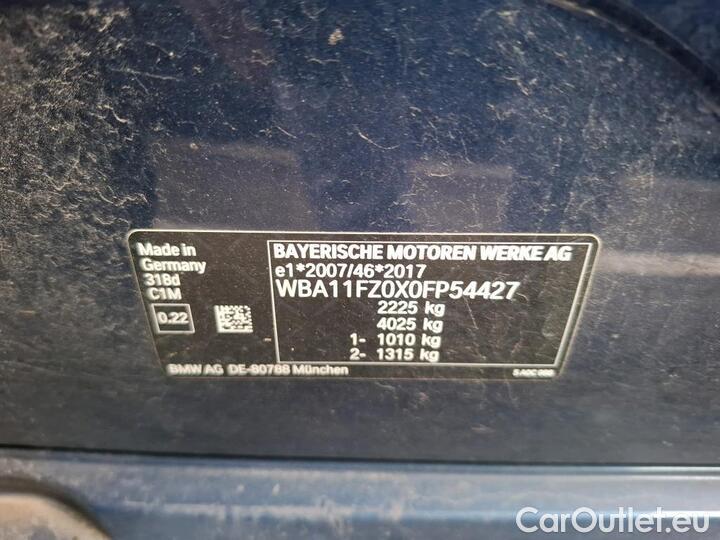 Made in
Germany
318d
C1M
0.22
BAYERISCHE MOTOREN WERKE AG
e1*2007/46*2017
WBA11FZ0X0FP54427
2225 kg
4025 kg
1- 1010 kg
2- 1315 kg
BMW AG DE-80788 München
CarOutlet.eu